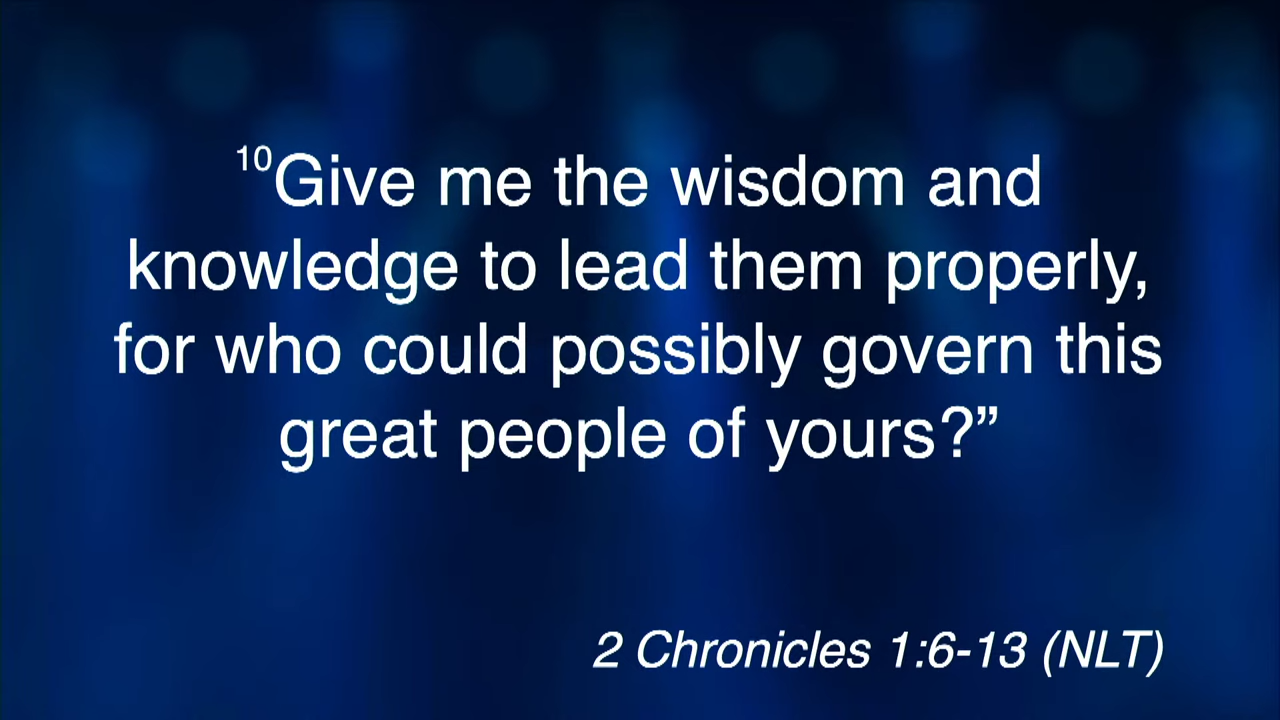 ¹⁰Give me the wisdom and
knowledge to lead them properly,
for who could possibly govern this
great people of yours?”
2 Chronicles 1:6-13 (NLT)